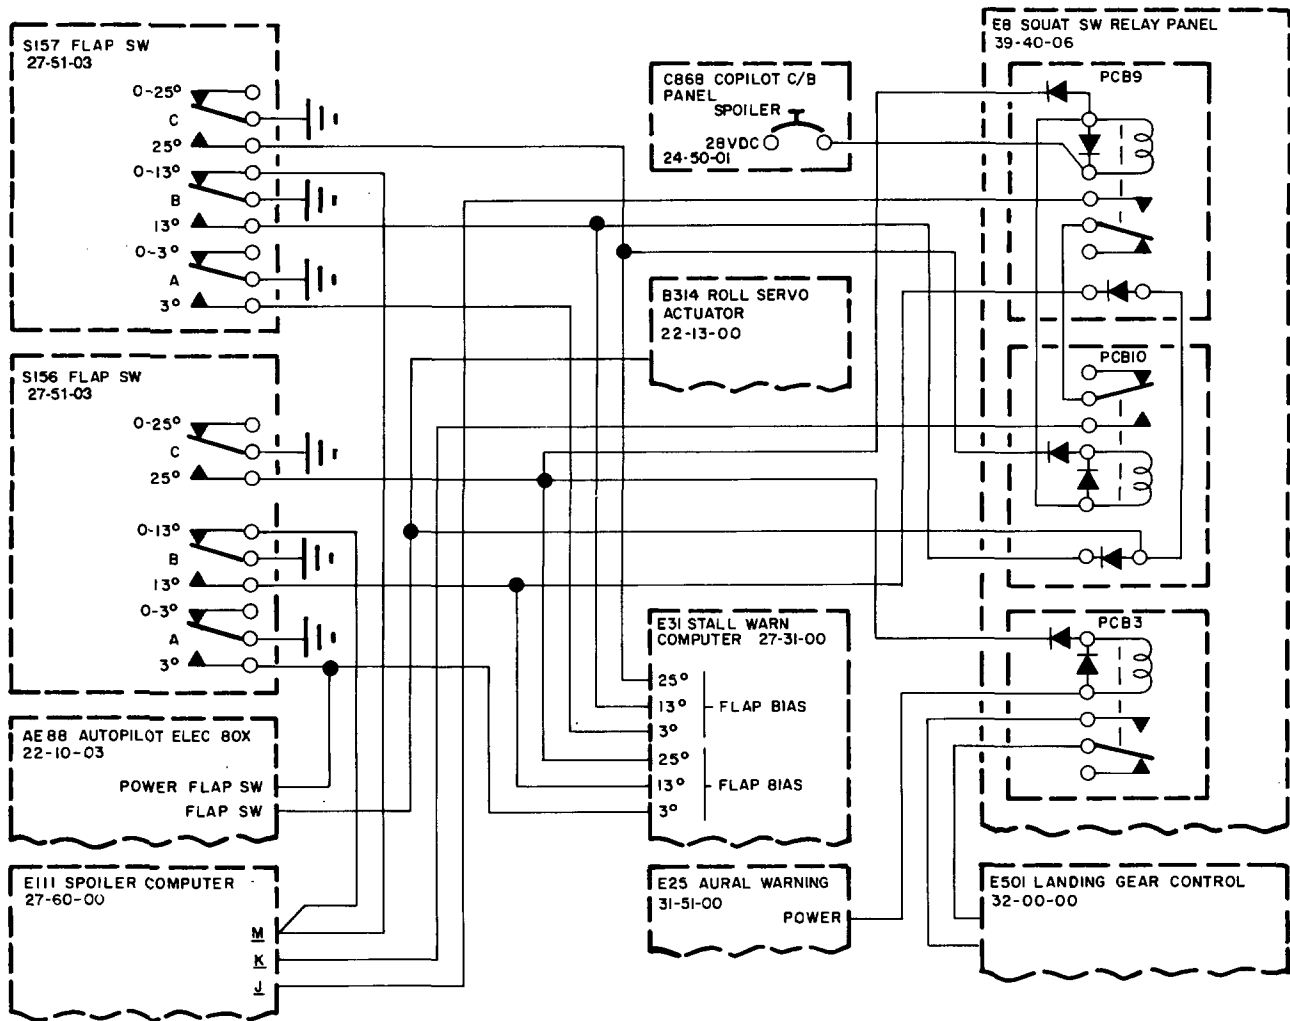 S157 FLAP SW
27-51-03
0-25°
C
25°
0-13°
B
13°
0-3°
A
3°
S156 FLAP SW
27-51-03
0-25°
C
25°
0-13°
B
13°
0-3°
A
3°
AE88 AUTOPILOT ELEC BOX
22-10-03
POWER FLAP SW
FLAP SW
E111 SPOILER COMPUTER
27-60-00
M
K
J
C868 COPILOT C/B
PANEL
SPOILER
28VDC
24-50-01
B314 ROLL SERVO
ACTUATOR
22-13-00
E31 STALL WARN
COMPUTER 27-31-00
25°
13°
3°
FLAP BIAS
25°
13°
3°
FLAP BIAS
E25 AURAL WARNING
31-51-00
POWER
E8 SQUAT SW RELAY PANEL
39-40-06
PCB9
PCB10
PCB3
E501 LANDING GEAR CONTROL
32-00-00